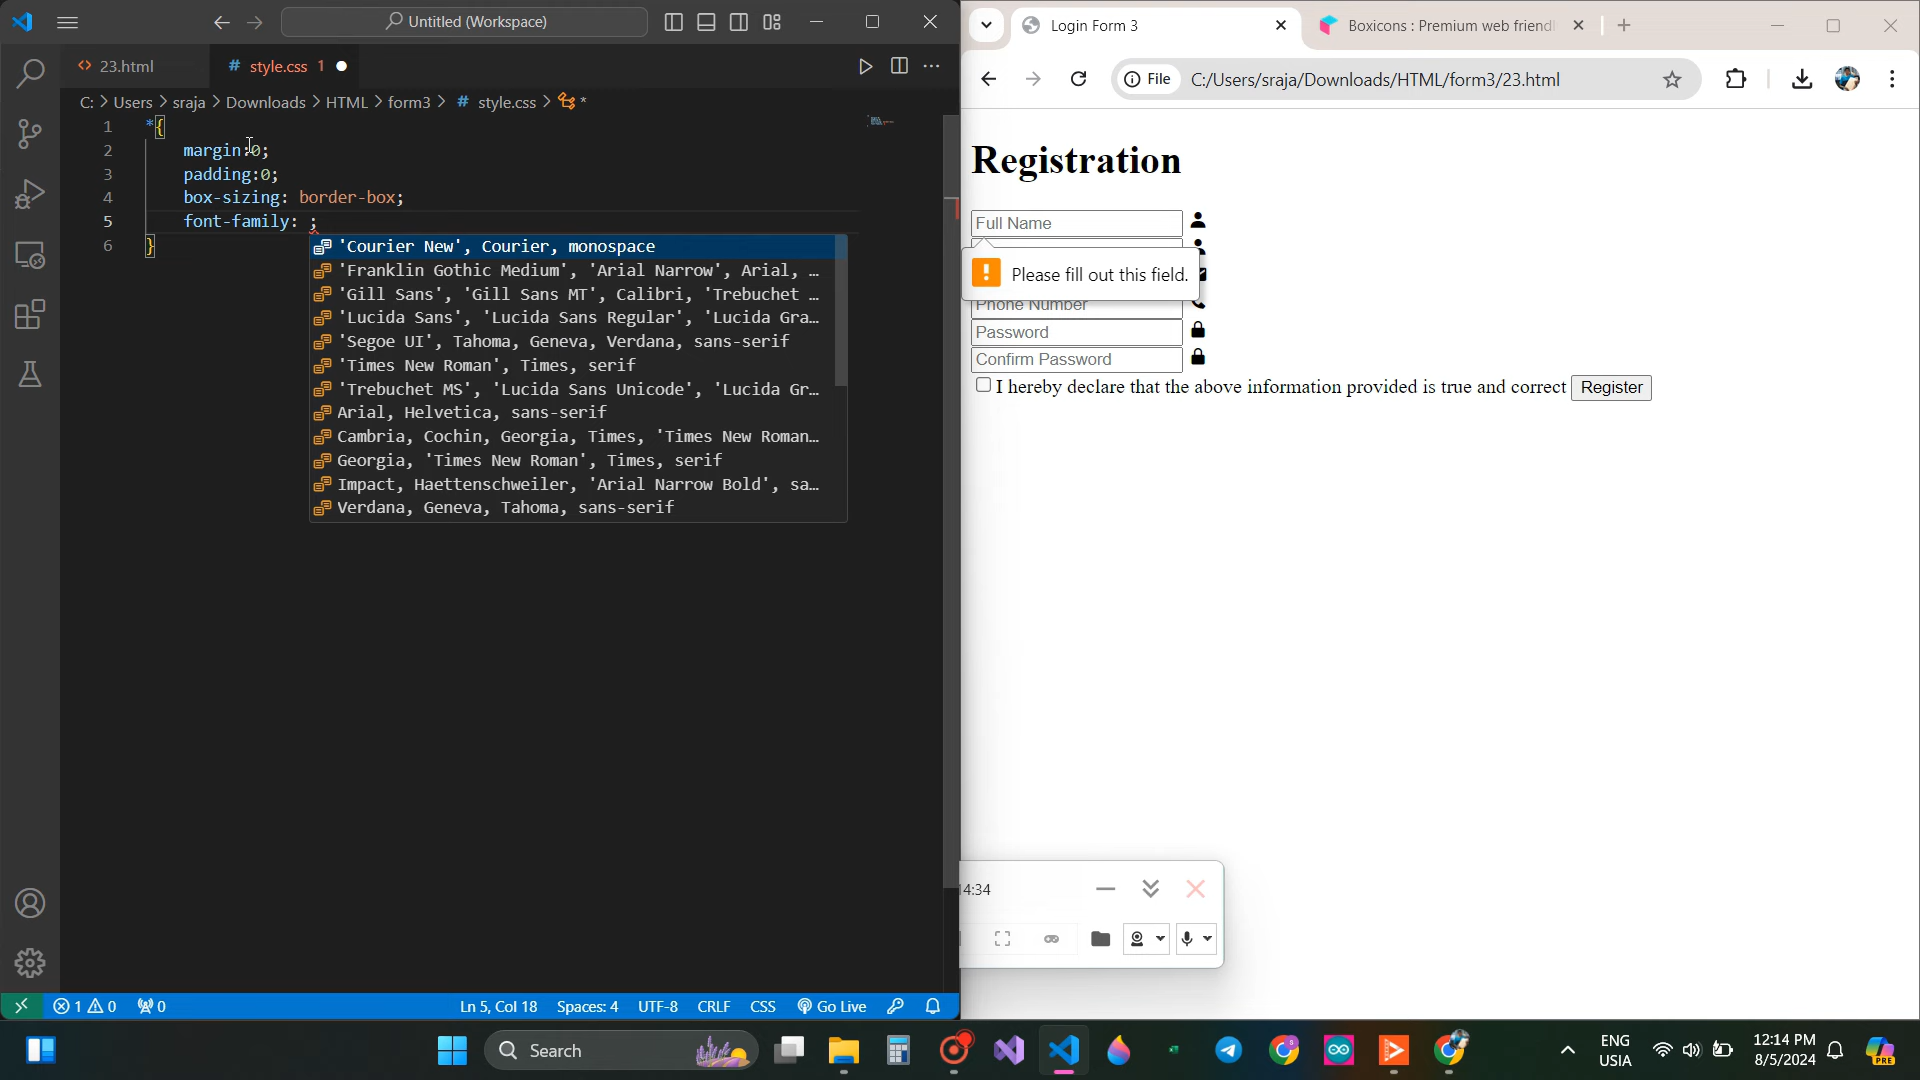 Untitled (Workspace)
23.html
# style.css 1
C: > Users > sraja > Downloads > HTML > form3 > # style.css > *
1 *{
2 margin:0;
3 padding:0;
4 box-sizing: border-box;
5 font-family: ;
6 }
'Courier New', Courier, monospace
'Franklin Gothic Medium', 'Arial Narrow', Arial, …
'Gill Sans', 'Gill Sans MT', Calibri, 'Trebuchet …
'Lucida Sans', 'Lucida Sans Regular', 'Lucida Gra…
'Segoe UI', Tahoma, Geneva, Verdana, sans-serif
'Times New Roman', Times, serif
'Trebuchet MS', 'Lucida Sans Unicode', 'Lucida Gr…
Arial, Helvetica, sans-serif
Cambria, Cochin, Georgia, Times, 'Times New Roman…
Georgia, 'Times New Roman', Times, serif
Impact, Haettenschweiler, 'Arial Narrow Bold', sa…
Verdana, Geneva, Tahoma, sans-serif
1 0
0
Ln 5, Col 18
Spaces: 4
UTF-8
CRLF
CSS
Go Live
Login Form 3
Boxicons : Premium web friend
File
C:/Users/sraja/Downloads/HTML/form3/23.html
Registration
Full Name
Please fill out this field.
Phone Number
Password
Confirm Password
I hereby declare that the above information provided is true and correct
Register
4:34
Search
ENG
USIA
12:14 PM
8/5/2024
PRE